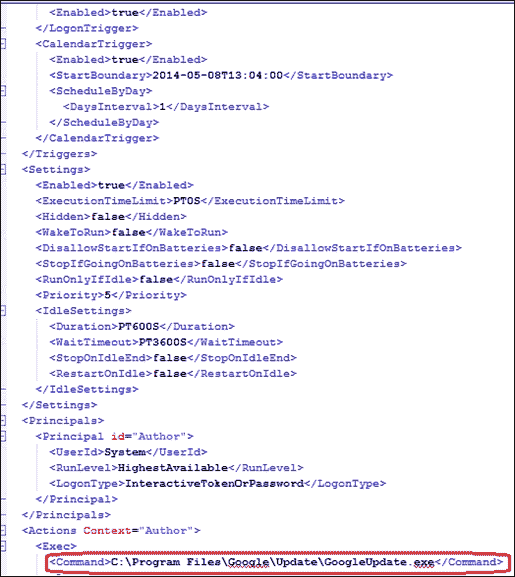 <Enabled>true</Enabled>
</LogonTrigger>
<CalendarTrigger>
<Enabled>true</Enabled>
<StartBoundary>2014-05-08T13:04:00</StartBoundary>
<ScheduleByDay>
<DaysInterval>1</DaysInterval>
</ScheduleByDay>
</CalendarTrigger>
</Triggers>
<Settings>
<Enabled>true</Enabled>
<ExecutionTimeLimit>PT0S</ExecutionTimeLimit>
<Hidden>false</Hidden>
<WakeToRun>false</WakeToRun>
<DisallowStartIfOnBatteries>false</DisallowStartIfOnBatteries>
<StopIfGoingOnBatteries>false</StopIfGoingOnBatteries>
<RunOnlyIfIdle>false</RunOnlyIfIdle>
<Priority>5</Priority>
<IdleSettings>
<Duration>PT600S</Duration>
<WaitTimeout>PT3600S</WaitTimeout>
<StopOnIdleEnd>false</StopOnIdleEnd>
<RestartOnIdle>false</RestartOnIdle>
</IdleSettings>
</Settings>
<Principals>
<Principal id="Author">
<UserId>System</UserId>
<RunLevel>HighestAvailable</RunLevel>
<LogonType>InteractiveTokenOrPassword</LogonType>
</Principal>
</Principals>
<Actions Context="Author">
<Exec>
<Command>C:\Program Files\Google\Update\GoogleUpdate.exe</Command>